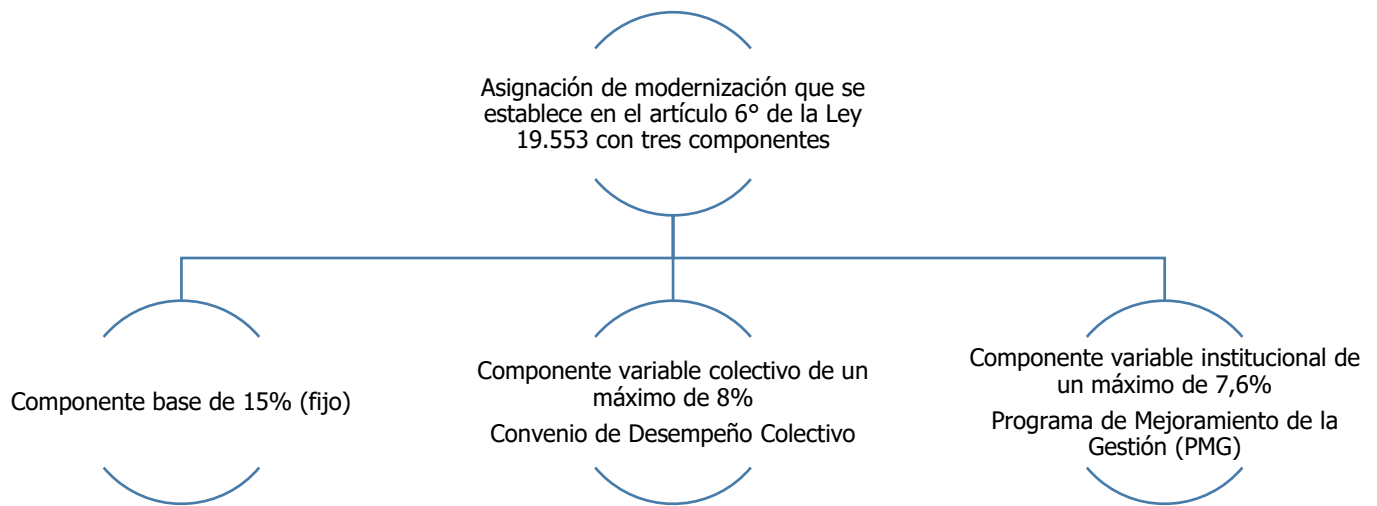 Asignación de modernización que se
establece en el artículo 6° de la Ley
19.553 con tres componentes
Componente base de 15% (fijo)
Componente variable colectivo de un
máximo de 8%
Convenio de Desempeño Colectivo
Componente variable institucional de
un máximo de 7,6%
Programa de Mejoramiento de la
Gestión (PMG)